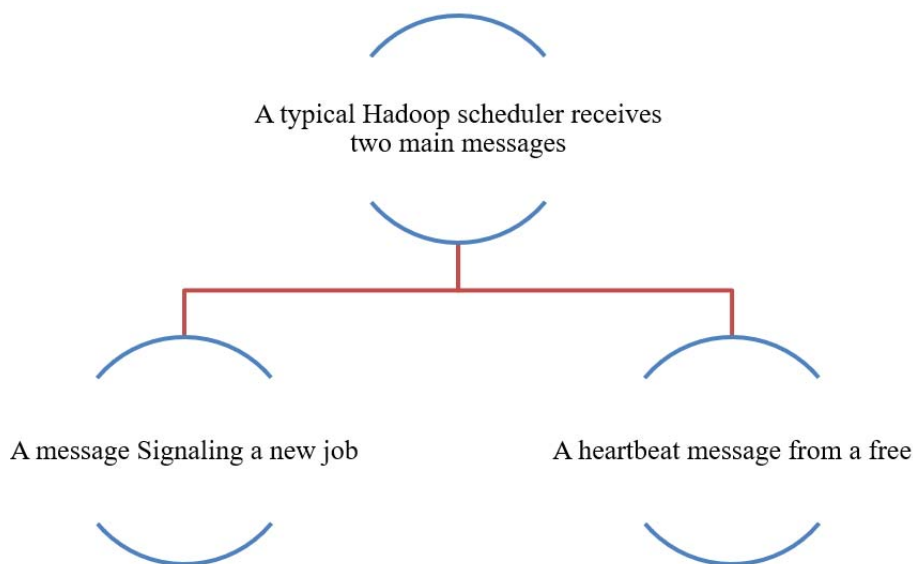 A typical Hadoop scheduler receives
two main messages
A message Signaling a new job
A heartbeat message from a free